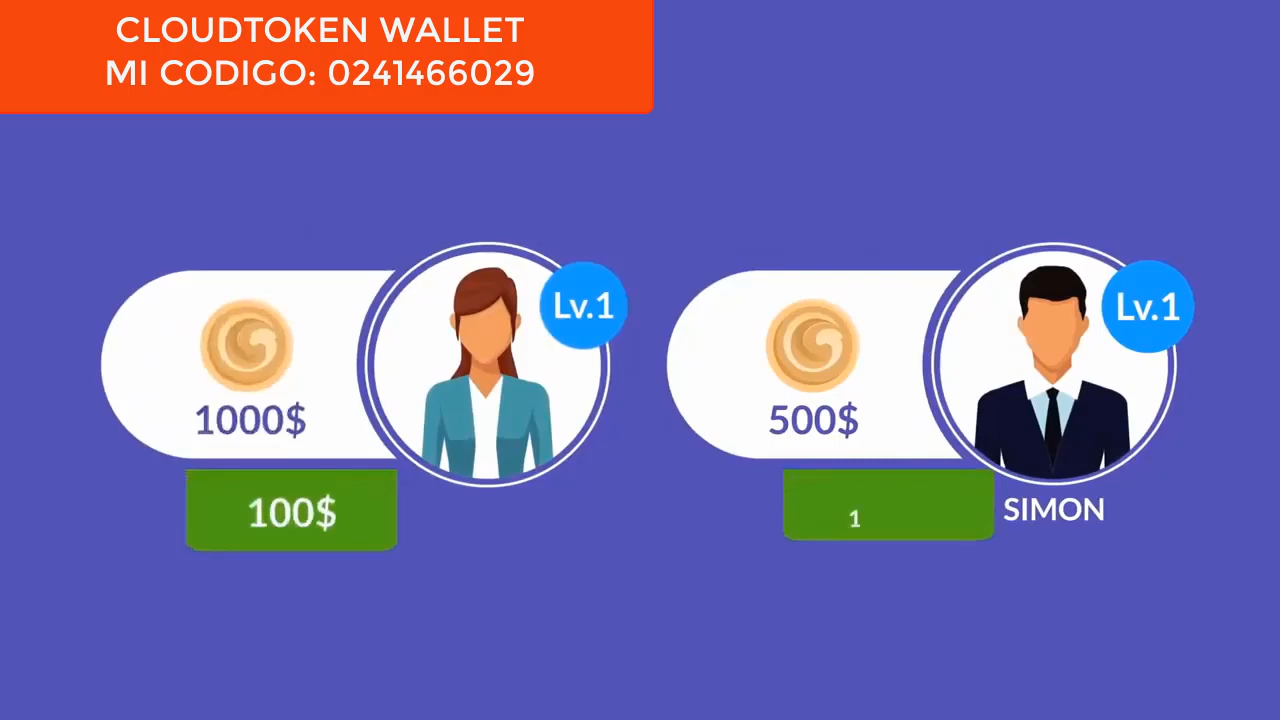 CLOUDTOKEN WALLET
MI CODIGO: 0241466029
Lv.1
1000$
100$
Lv.1
500$
1
SIMON